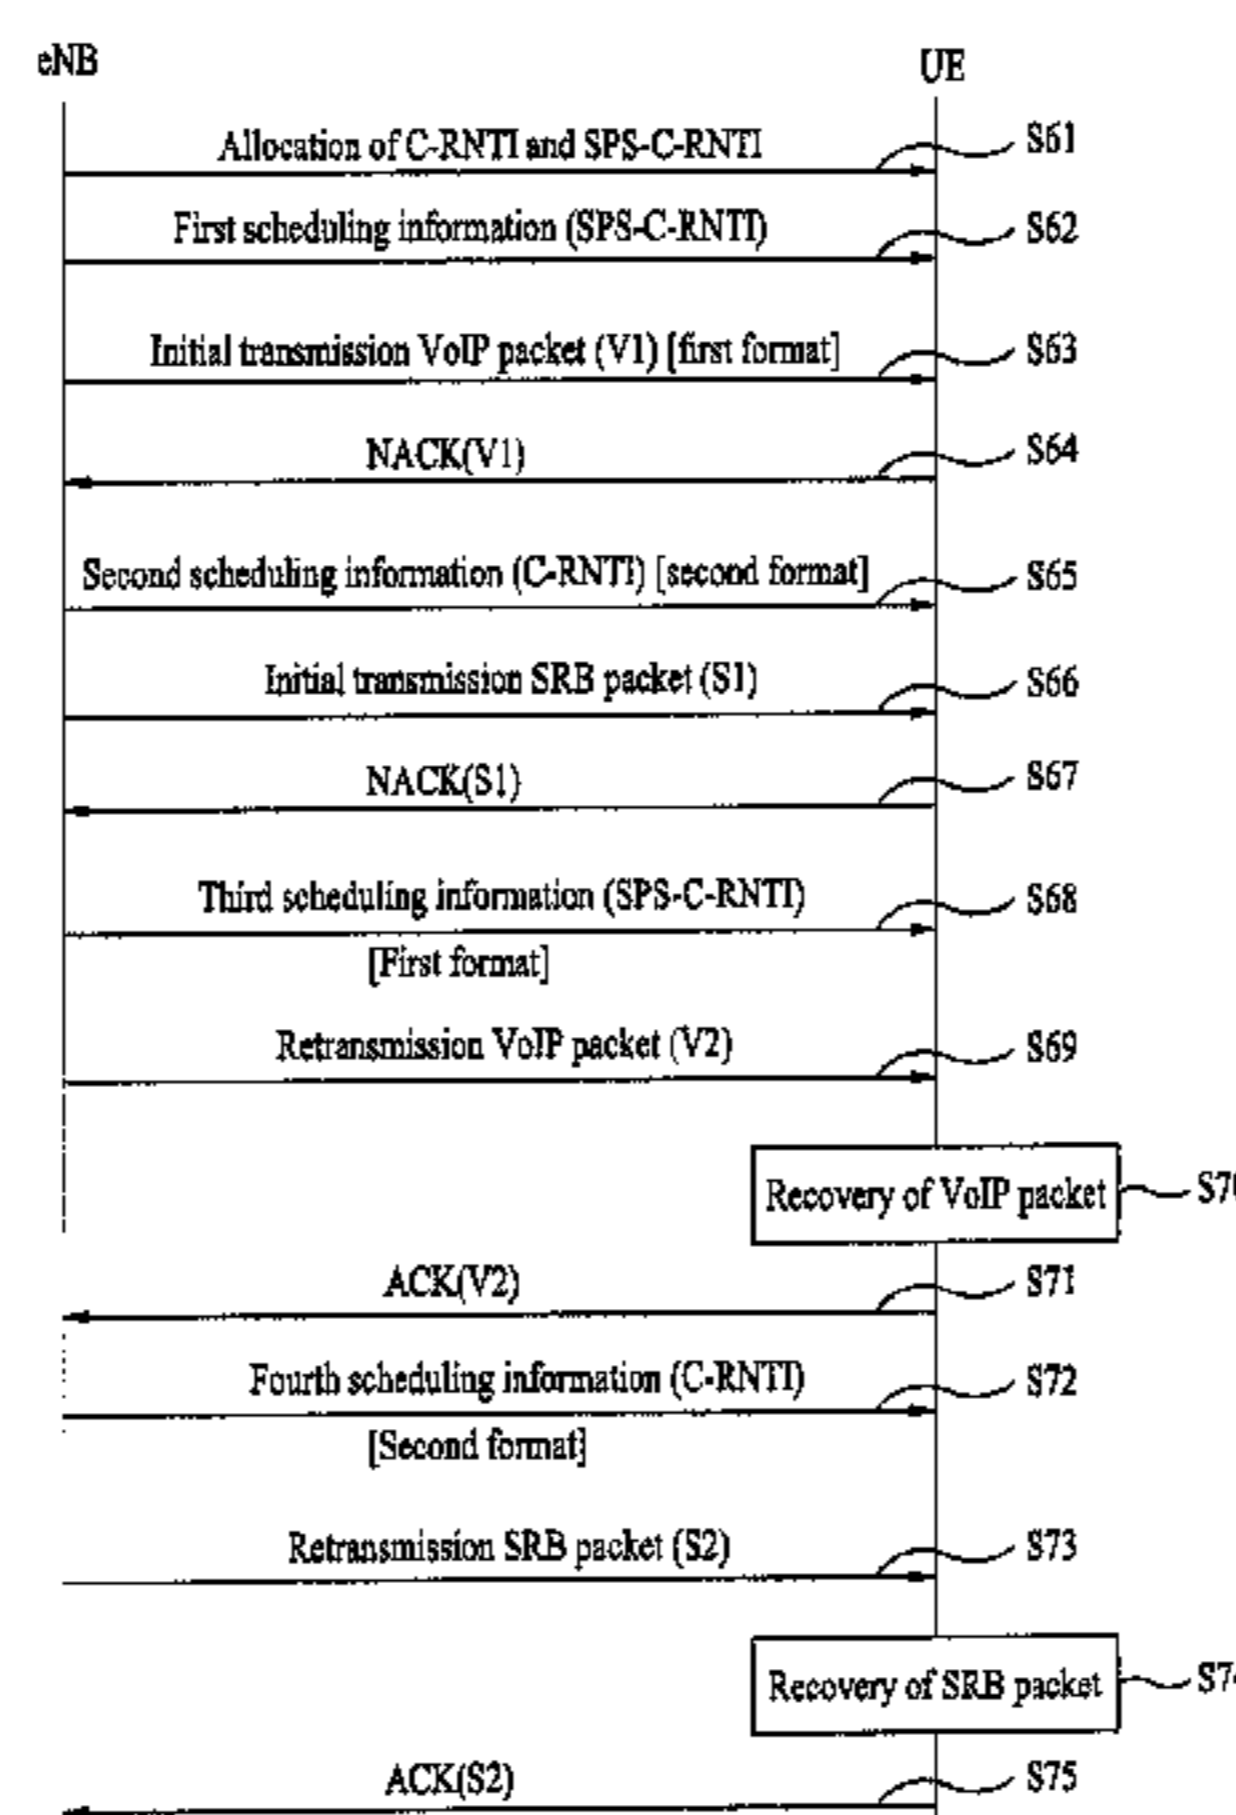 eNB
UE
Allocation of C-RNTI and SPS-C-RNTI
S61
First scheduling information (SPS-C-RNTI)
S62
Initial transmission VoIP packet (V1) [first format]
S63
NACK(V1)
S64
Second scheduling information (C-RNTI) [second format]
S65
Initial transmission SRB packet (S1)
S66
NACK(S1)
S67
Third scheduling information (SPS-C-RNTI)
S68
[First format]
Retransmission VoIP packet (V2)
S69
Recovery of VoIP packet
ACK(V2)
S71
Fourth scheduling information (C-RNTI)
S72
[Second format]
Retransmission SRB packet (S2)
S73
Recovery of SRB packet
ACK(S2)
S75